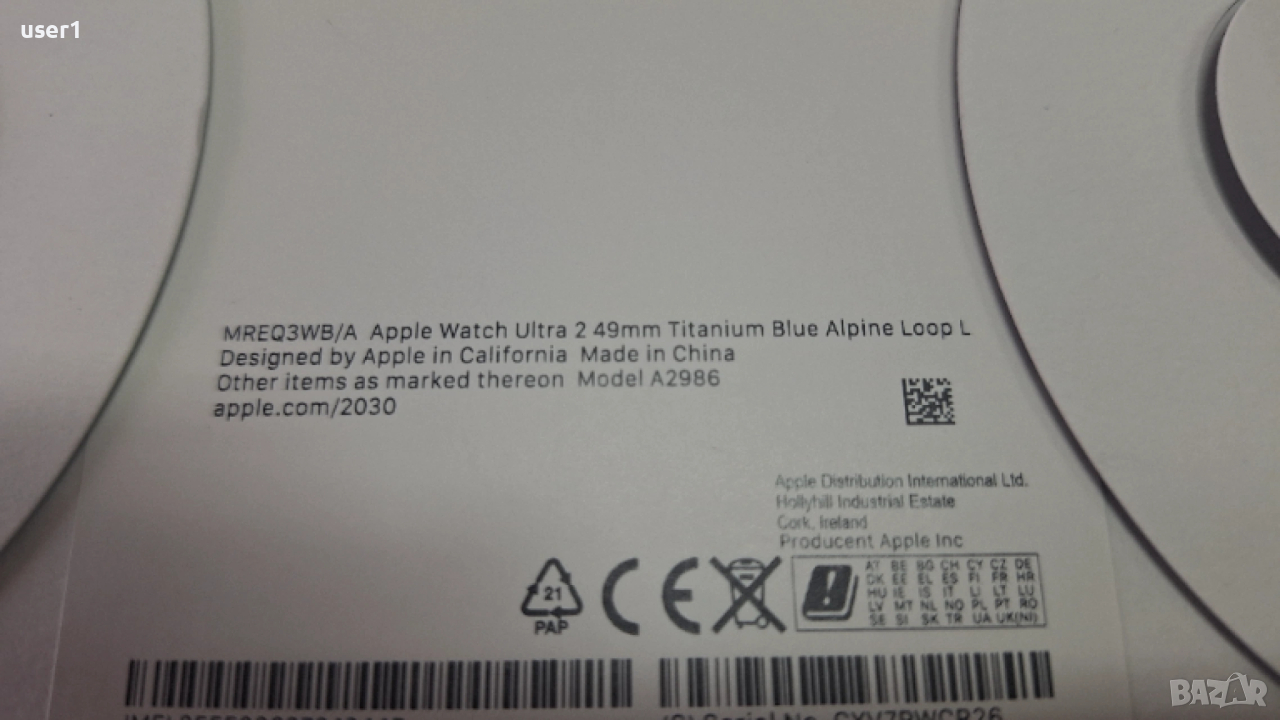 user1
MREQ3WB/A Apple Watch Ultra 2 49mm Titanium Blue Alpine Loop L
Designed by Apple in California Made in China
Other items as marked thereon Model A2986
apple.com/2030
Apple Distribution International Ltd.
Hollyhill Industrial Estate
Cork, Ireland
Producent Apple Inc
21
PAP
CE
AT BE BG CH CY CZ DE
DK EE EL ES FI FR HR
HU IE IS IT LI LT LU
LV MT NL NO PL PT RO
SE SI SK TR UA UK(NI)
(S) Serial No.
BAZAR